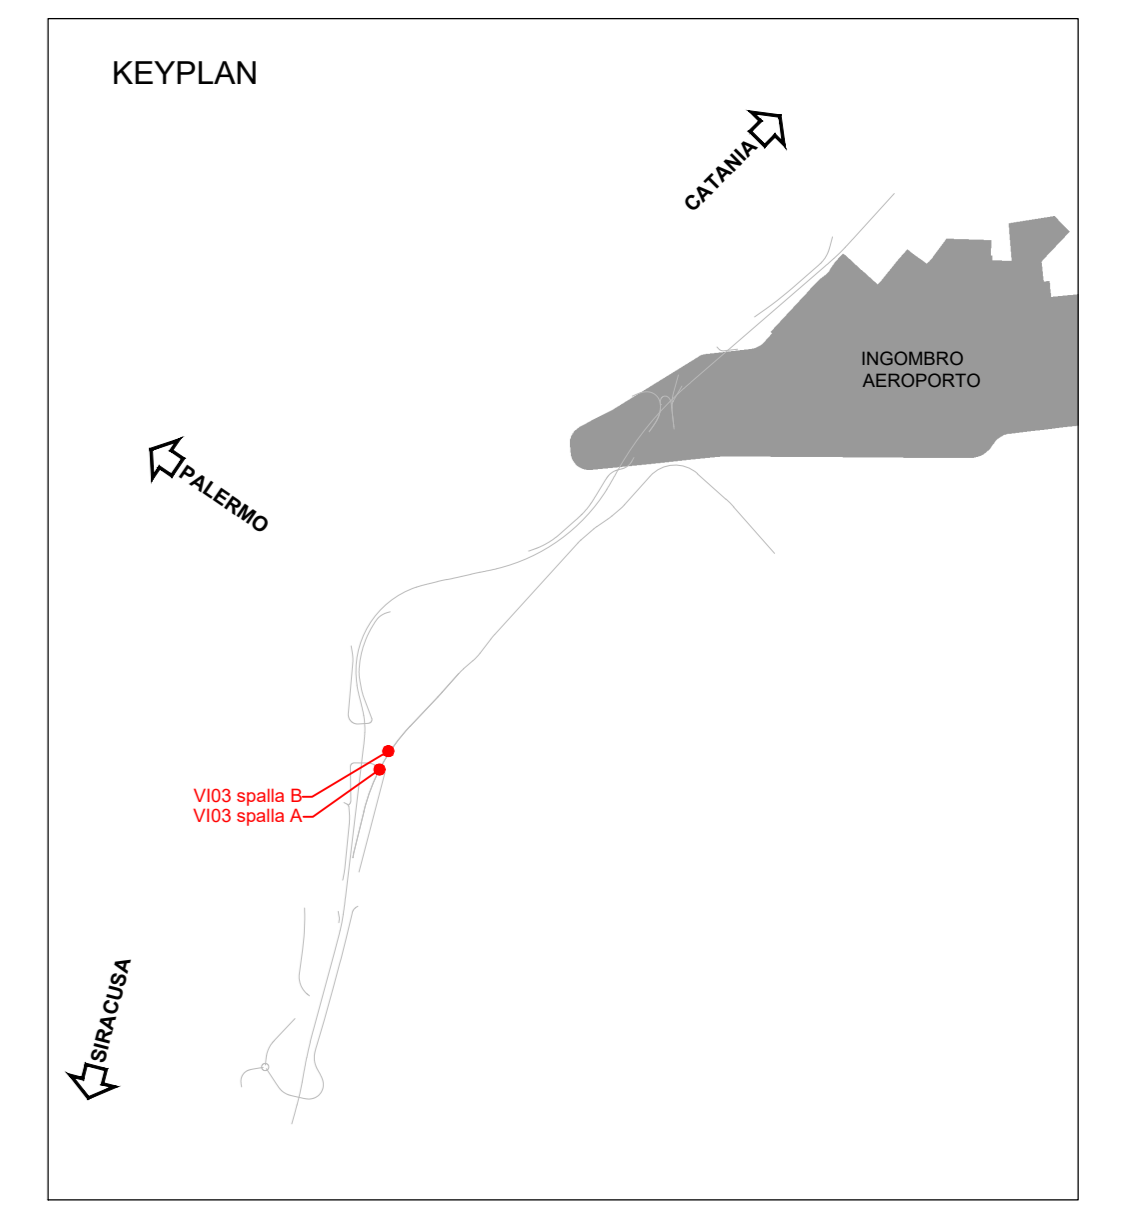 KEYPLAN
CATANIA
INGOMBRO
AEROPORTO
PALERMO
VI03 spalla B
VI03 spalla A
SIRACUSA